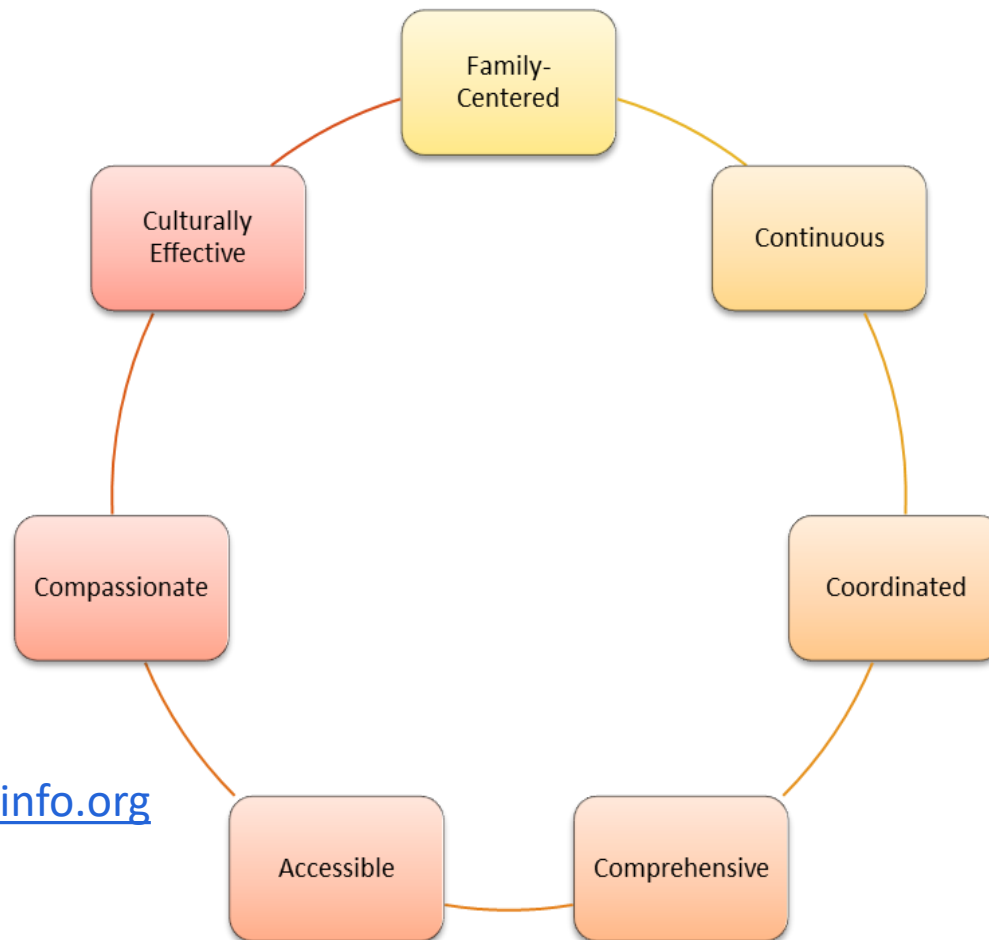 Family-
Centered
Culturally
Effective
Continuous
Compassionate
Coordinated
info.org
Accessible
Comprehensive